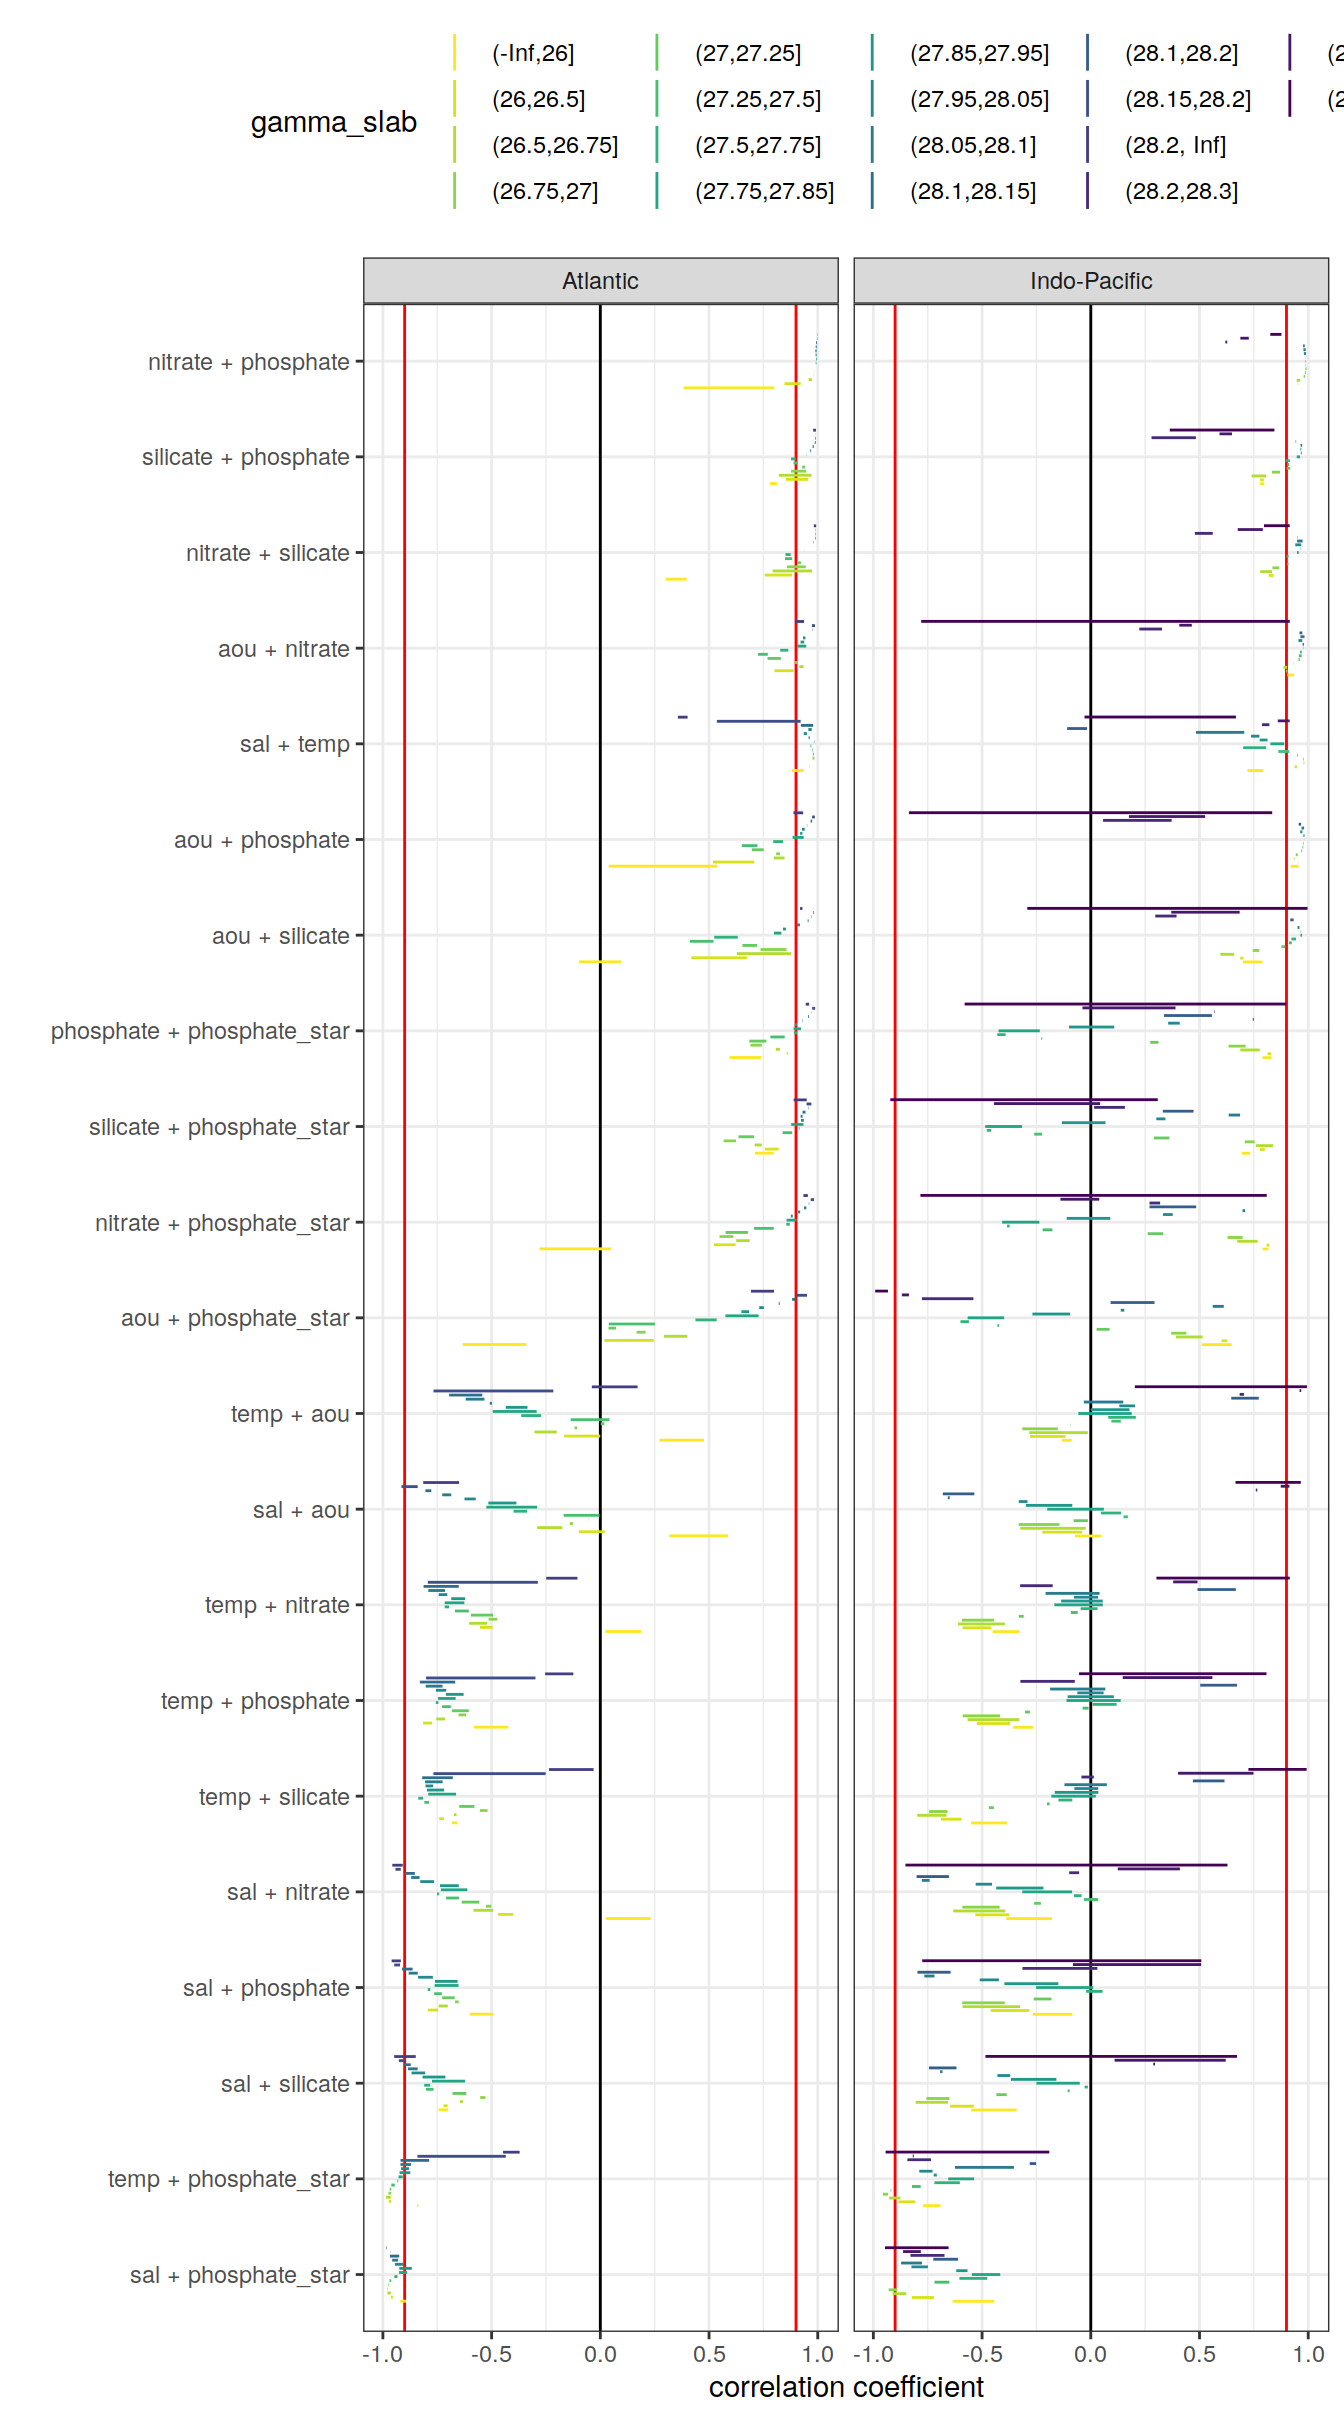 gamma_slab
(-Inf,26]
(26,26.5]
(26.5,26.75]
(26.75,27]
(27,27.25]
(27.25,27.5]
(27.5,27.75]
(27.75,27.85]
(27.85,27.95]
(27.95,28.05]
(28.05,28.1]
(28.1,28.15]
(28.1,28.2]
(28.15,28.2]
(28.2, Inf]
(28.2,28.3]
Atlantic
Indo-Pacific
nitrate + phosphate
silicate + phosphate
nitrate + silicate
aou + nitrate
sal + temp
aou + phosphate
aou + silicate
phosphate + phosphate_star
silicate + phosphate_star
nitrate + phosphate_star
aou + phosphate_star
temp + aou
sal + aou
temp + nitrate
temp + phosphate
temp + silicate
sal + nitrate
sal + phosphate
sal + silicate
temp + phosphate_star
sal + phosphate_star
-1.0 -0.5 0.0 0.5 1.0
-1.0 -0.5 0.0 0.5 1.0
correlation coefficient